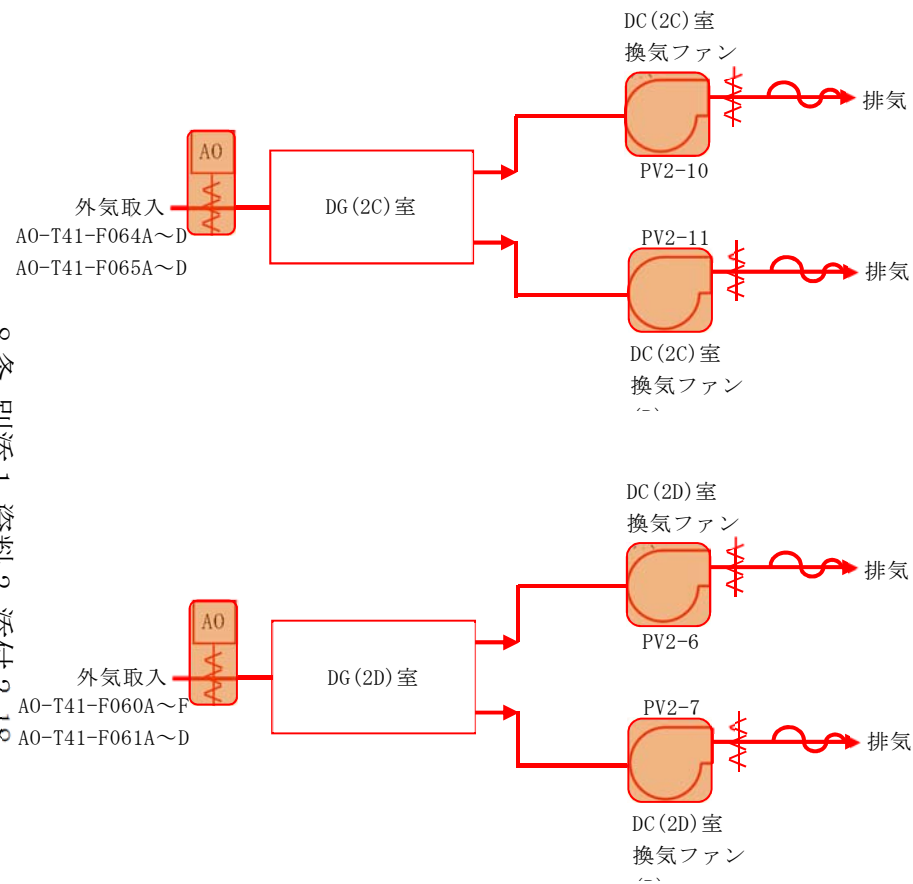 DC(2C)室
換気ファン
排気
AO
PV2-10
外気取入
DG(2C)室
AO-T41-F064A～D
AO-T41-F065A～D
PV2-11
排気
DC(2C)室
換気ファン
DC(2D)室
換気ファン
排気
AO
PV2-6
外気取入
DG(2D)室
AO-T41-F060A～F
AO-T41-F061A～D
PV2-7
排気
DC(2D)室
換気ファン